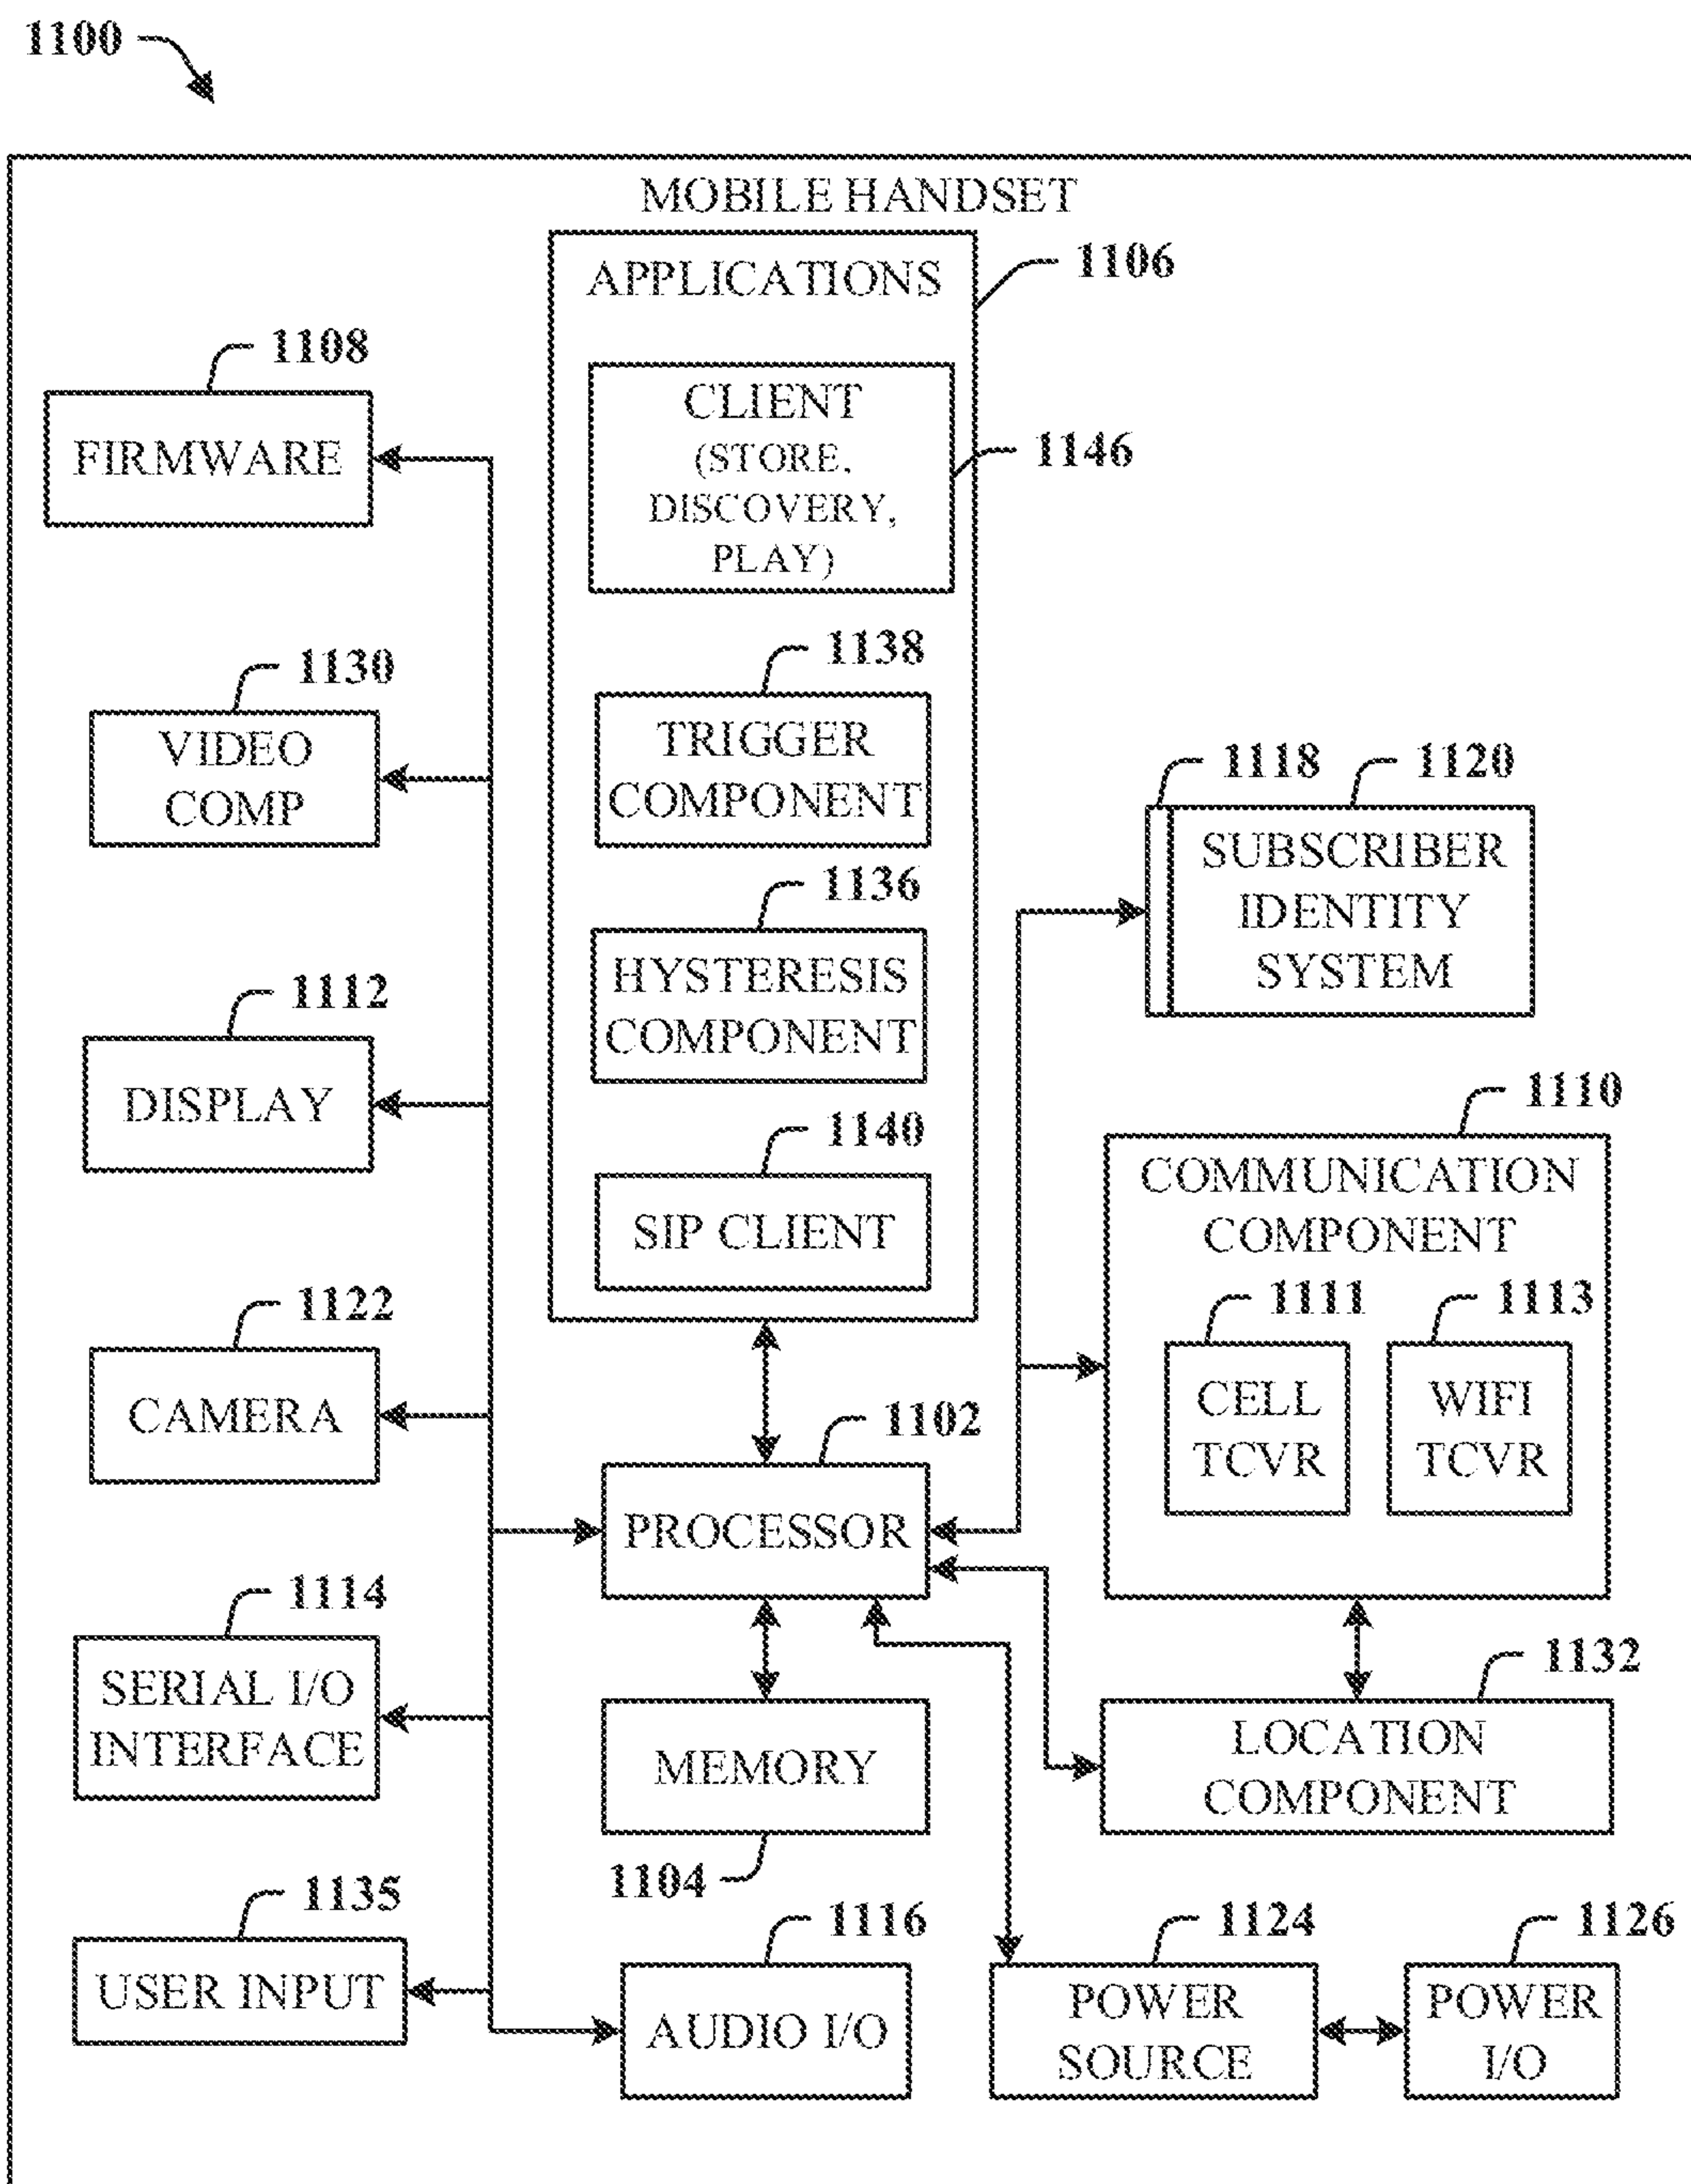 1100
MOBILE HANDSET
APPLICATIONS
1106
1108
FIRMWARE
CLIENT
(STORE,
DISCOVERY,
PLAY)
1146
1130
VIDEO
COMP
1138
TRIGGER
COMPONENT
1118
1120
SUBSCRIBER
IDENTITY
SYSTEM
1136
HYSTERESIS
COMPONENT
1112
DISPLAY
1140
SIP CLIENT
1110
COMMUNICATION
COMPONENT
1111
CELL
TCVR
1113
WIFI
TCVR
1122
CAMERA
1102
PROCESSOR
1114
SERIAL I/O
INTERFACE
MEMORY
1104
1132
LOCATION
COMPONENT
1135
USER INPUT
1116
AUDIO I/O
1124
POWER
SOURCE
1126
POWER
I/O